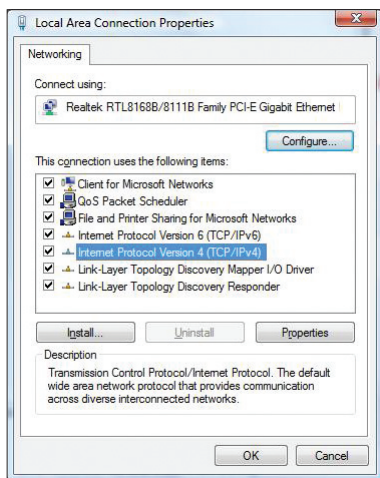 Local Area Connection Properties
Networking
Connect using:
Realtek RTL8168B/8111B Family PCI-E Gigabit Ethernet
Configure...
This connection uses the following items:
Client for Microsoft Networks
QoS Packet Scheduler
File and Printer Sharing for Microsoft Networks
Internet Protocol Version 6 (TCP/IPv6)
Internet Protocol Version 4 (TCP/IPv4)
Link-Layer Topology Discovery Mapper I/O Driver
Link-Layer Topology Discovery Responder
Install... Uninstall Properties
Description
Transmission Control Protocol/Internet Protocol. The default
wide area network protocol that provides communication
across diverse interconnected networks.
OK Cancel